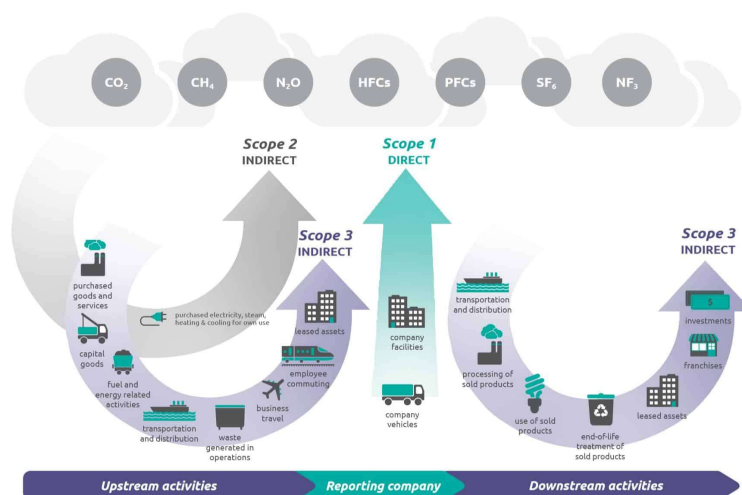 CO₂
CH₄
N₂O
HFCs
PFCs
SF₆
NF₃
Scope 2
INDIRECT
Scope 1
DIRECT
Scope 3
INDIRECT
Scope 3
INDIRECT
purchased
goods and
services
purchased electricity, steam,
heating & cooling for own use
capital
goods
fuel and
energy related
activities
transportation
and distribution
waste
generated in
operations
business
travel
employee
commuting
leased assets
company
facilities
company
vehicles
transportation
and distribution
processing of
sold products
use of sold
products
end-of-life
treatment of
sold products
leased assets
franchises
investments
$
Upstream activities
Reporting company
Downstream activities